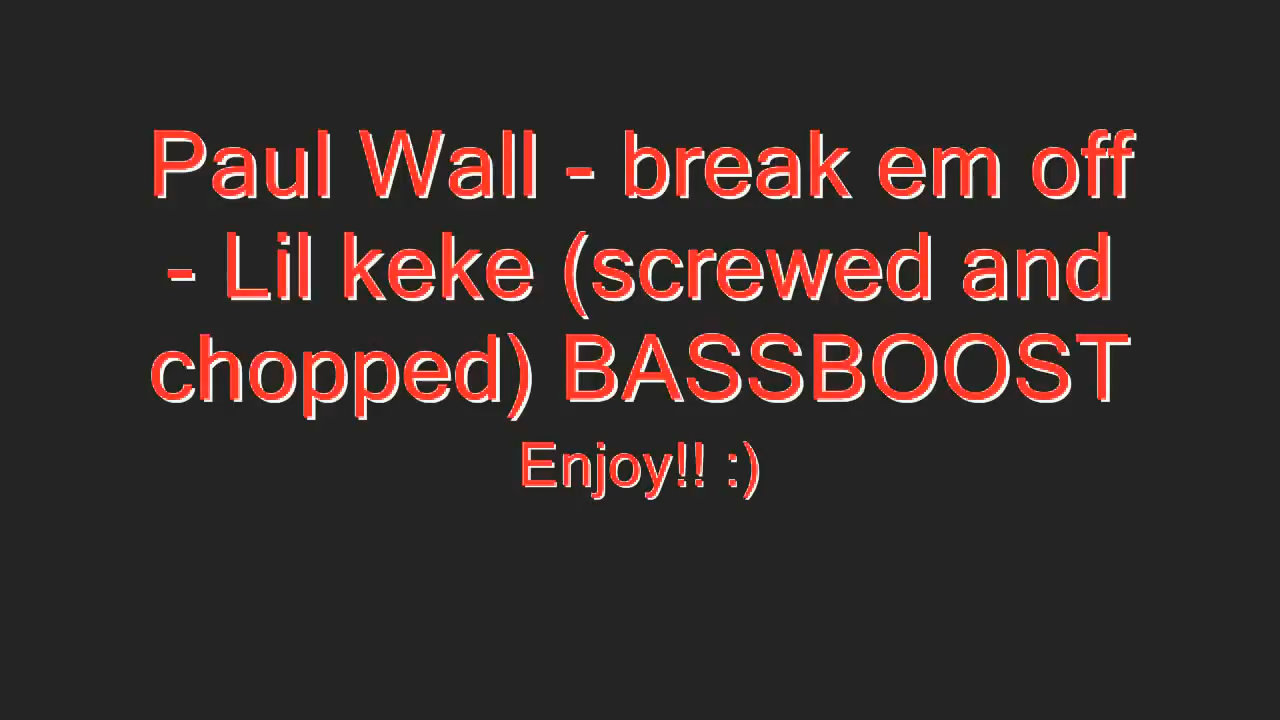 Paul Wall - break em off
- Lil keke (screwed and
chopped) BASSBOOST
Enjoy!! :)